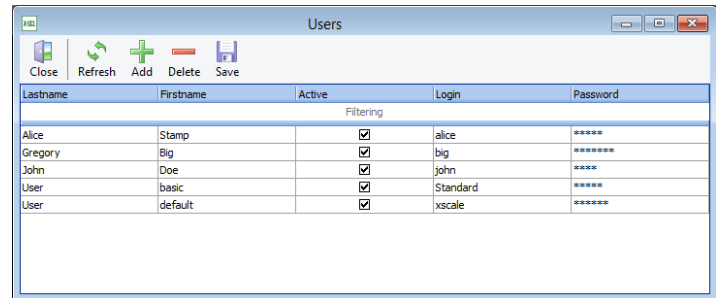 Users
Close Refresh Add Delete Save
Lastname Firstname Active Login Password
Filtering
Alice Stamp alice *****
Gregory Big big *******
John Doe john ****
User basic Standard *****
User default xscale ******